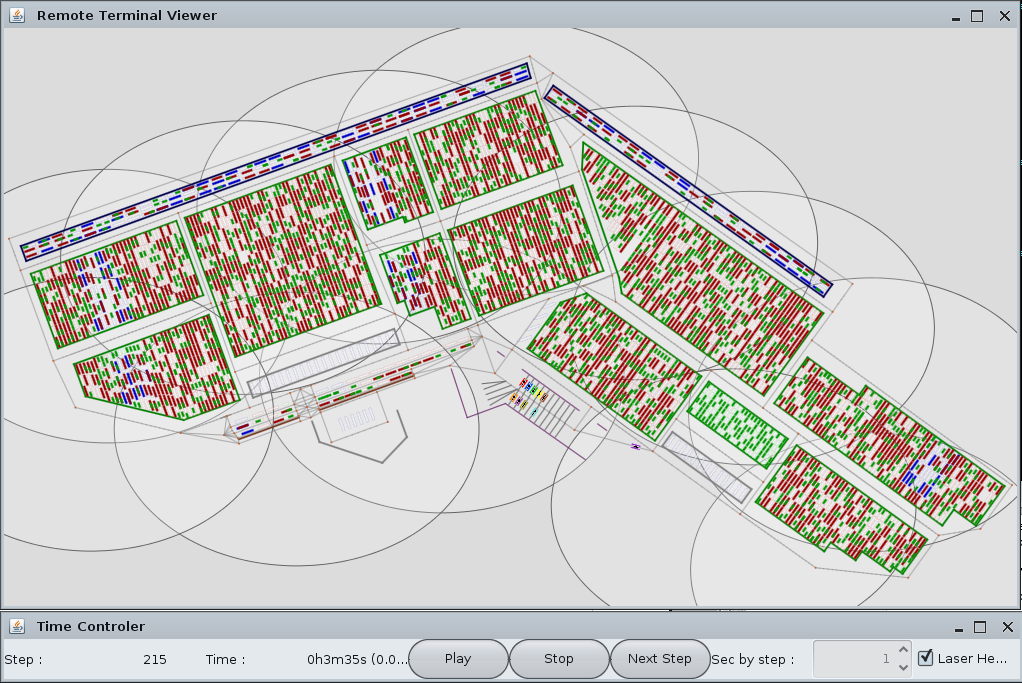 Remote Terminal Viewer
Time Controler
Step : 215 Time : 0h3m35s (0.0... Play Stop Next Step Sec by step : 1 Laser He...